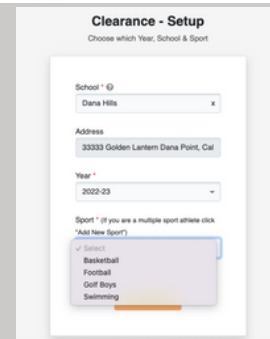 Clearance - Setup
Choose which Year, School & Sport
School *
Dana Hills x
Address
33333 Golden Lantern Dana Point, Cal
Year *
2022-23
Sport * (If you are a multiple sport athlete click
"Add New Sport")
✓ Select
Basketball
Football
Golf Boys
Swimming